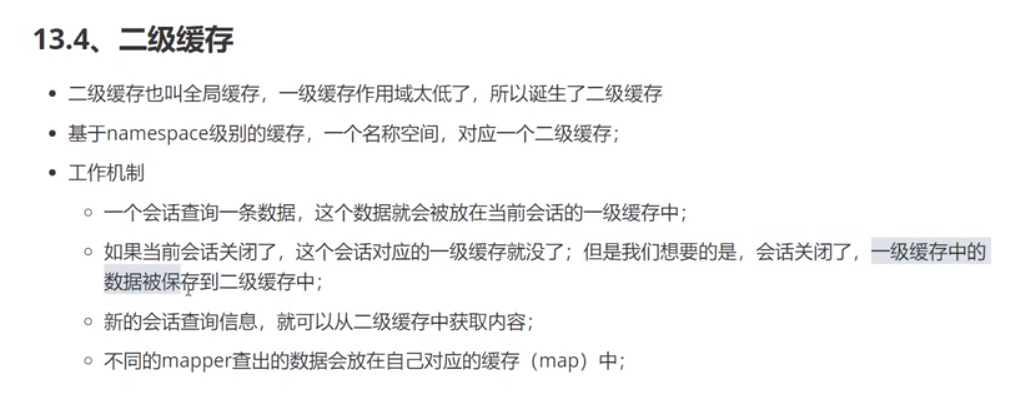 13.4、二级缓存
二级缓存也叫全局缓存，一级缓存作用域太低了，所以诞生了二级缓存
基于namespace级别的缓存，一个名称空间，对应一个二级缓存；
工作机制
一个会话查询一条数据，这个数据就会被放在当前会话的一级缓存中；
如果当前会话关闭了，这个会话对应的一级缓存就没了；但是我们想要的是，会话关闭了，一级缓存中的
数据被保存到二级缓存中；
新的会话查询信息，就可以从二级缓存中获取内容；
不同的mapper查出的数据会放在自己对应的缓存（map）中；